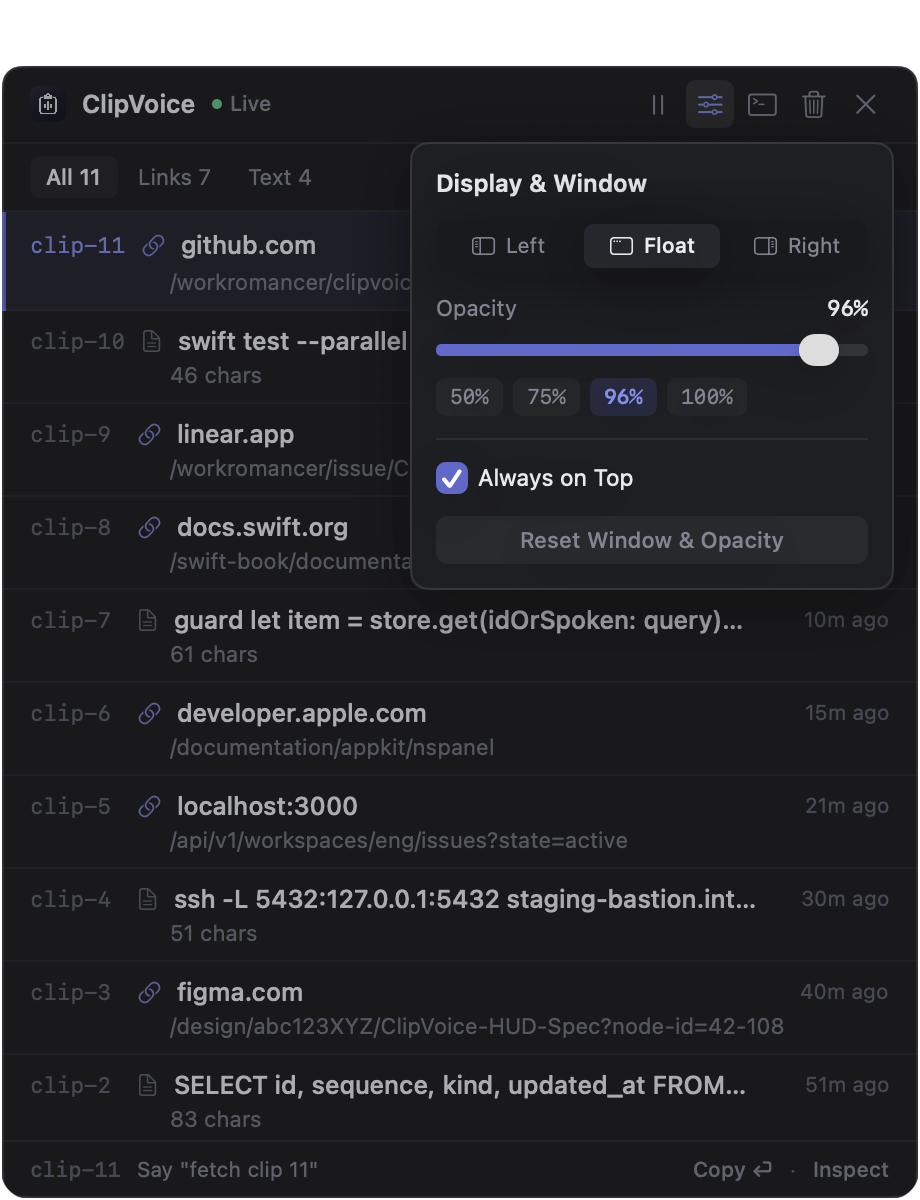 ClipVoice Live
All 11 Links 7 Text 4
Display & Window
Left Float Right
Opacity 96%
50% 75% 96% 100%
Always on Top
Reset Window & Opacity
clip-11 github.com
/workromancer/clipvoic
clip-10 swift test --parallel
46 chars
clip-9 linear.app
/workromancer/issue/C
clip-8 docs.swift.org
/swift-book/documenta
clip-7 guard let item = store.get(idOrSpoken: query)... 10m ago
61 chars
clip-6 developer.apple.com 15m ago
/documentation/appkit/nspanel
clip-5 localhost:3000 21m ago
/api/v1/workspaces/eng/issues?state=active
clip-4 ssh -L 5432:127.0.0.1:5432 staging-bastion.int... 30m ago
51 chars
clip-3 figma.com 40m ago
/design/abc123XYZ/ClipVoice-HUD-Spec?node-id=42-108
clip-2 SELECT id, sequence, kind, updated_at FROM... 51m ago
83 chars
clip-11 Say "fetch clip 11" Copy ↵ · Inspect